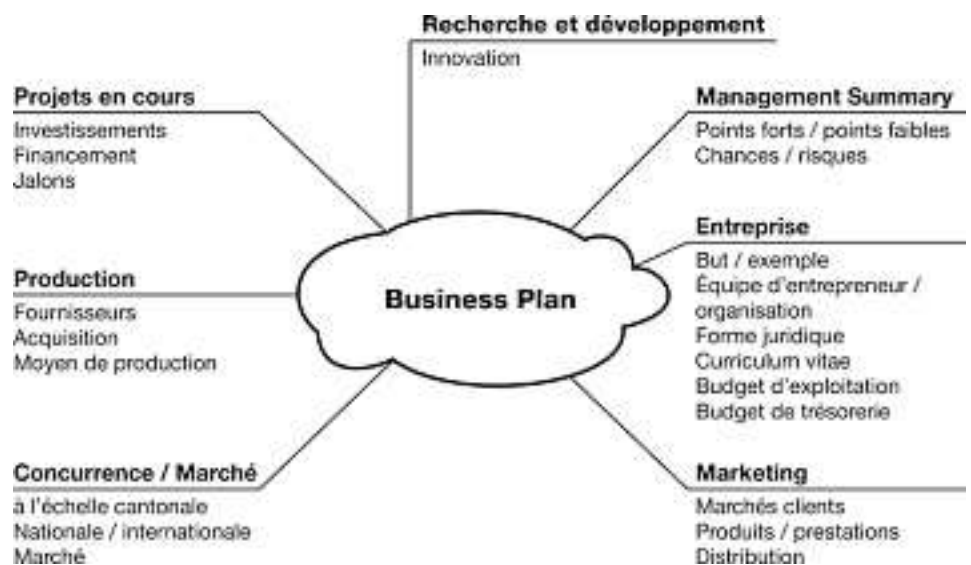 Recherche et développement
Innovation
Projets en cours
Investissements
Financement
Jalons
Management Summary
Points forts / points faibles
Chances / risques
Entreprise
But / exemple
Équipe d'entrepreneur /
organisation
Forme juridique
Curriculum vitae
Budget d'exploitation
Budget de trésorerie
Production
Fournisseurs
Acquisition
Moyen de production
Business Plan
Concurrence / Marché
à l'échelle cantonale
Nationale / internationale
Marché
Marketing
Marchés clients
Produits / prestations
Distribution